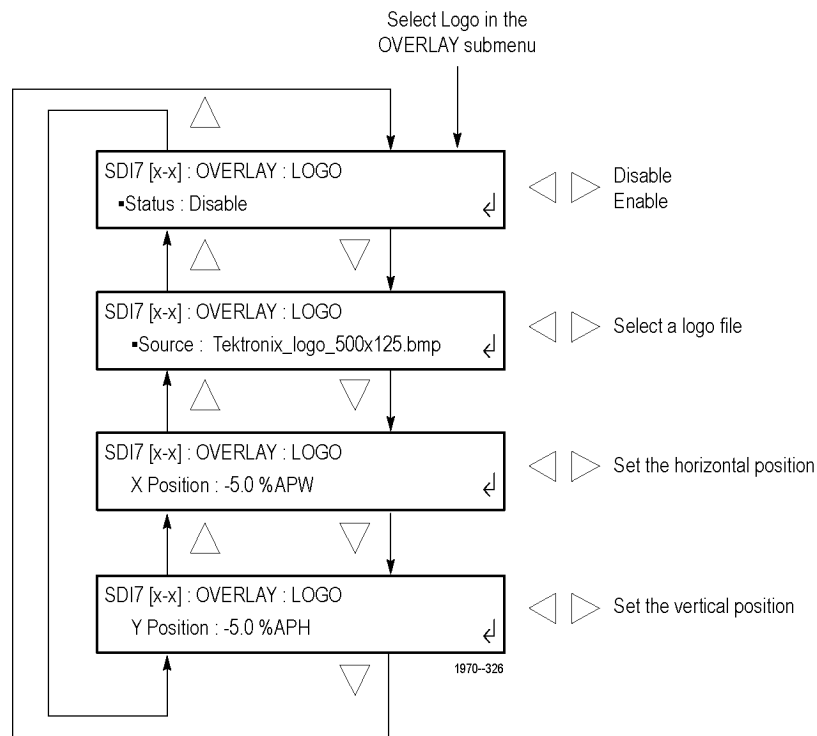 Select Logo in the
OVERLAY submenu
SDI7 [x-x] : OVERLAY : LOGO
▪Status : Disable
Disable
Enable
SDI7 [x-x] : OVERLAY : LOGO
▪Source : Tektronix_logo_500x125.bmp
Select a logo file
SDI7 [x-x] : OVERLAY : LOGO
X Position : -5.0 %APW
Set the horizontal position
SDI7 [x-x] : OVERLAY : LOGO
Y Position : -5.0 %APH
Set the vertical position
1970--326